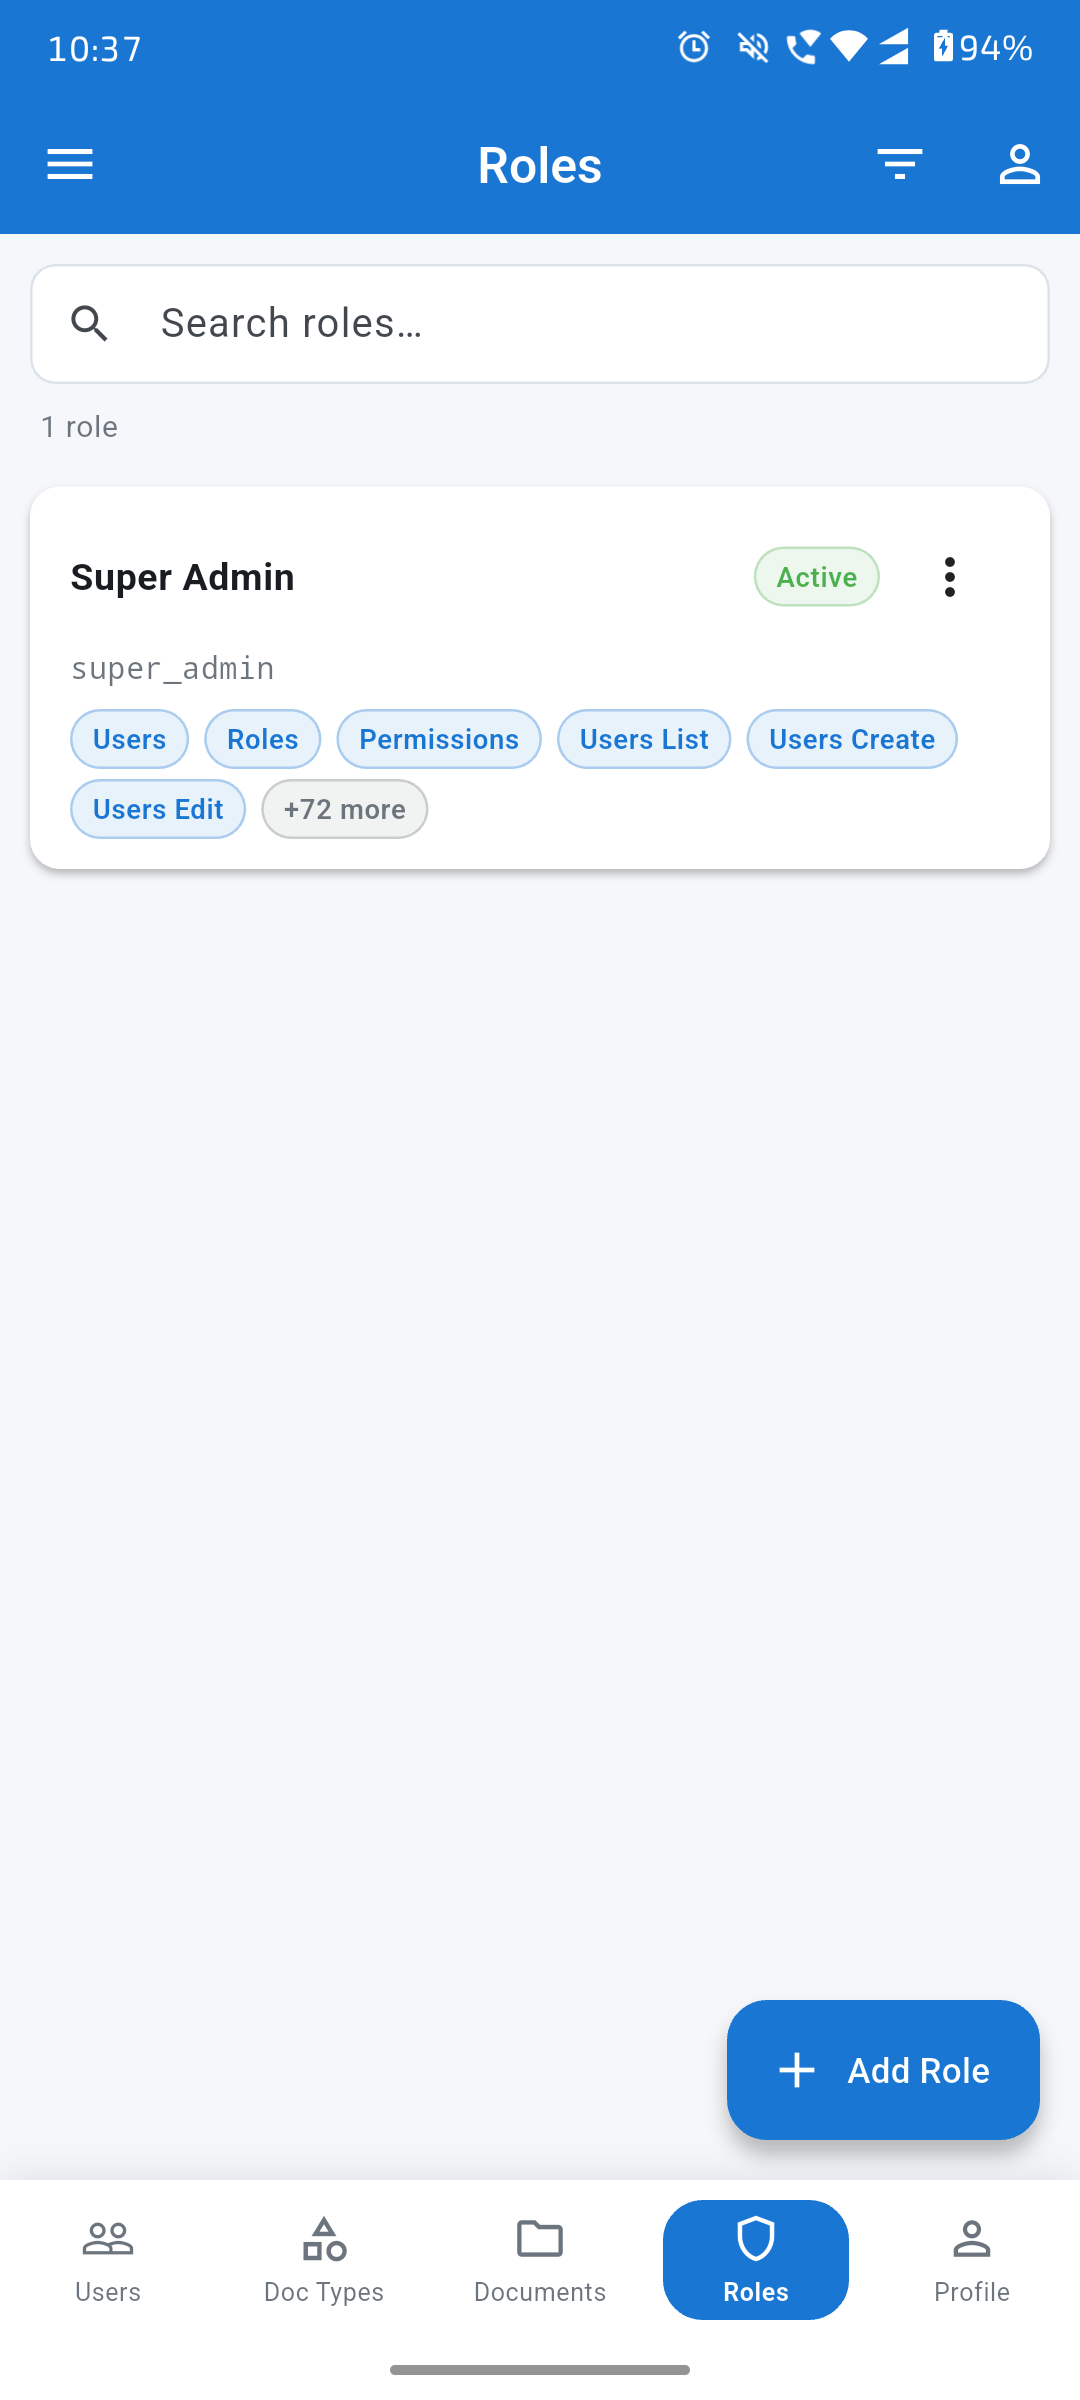 10:37
94%
Roles
Search roles...
1 role
Super Admin
Active
super_admin
Users
Roles
Permissions
Users List
Users Create
Users Edit
+72 more
Add Role
Users
Doc Types
Documents
Roles
Profile